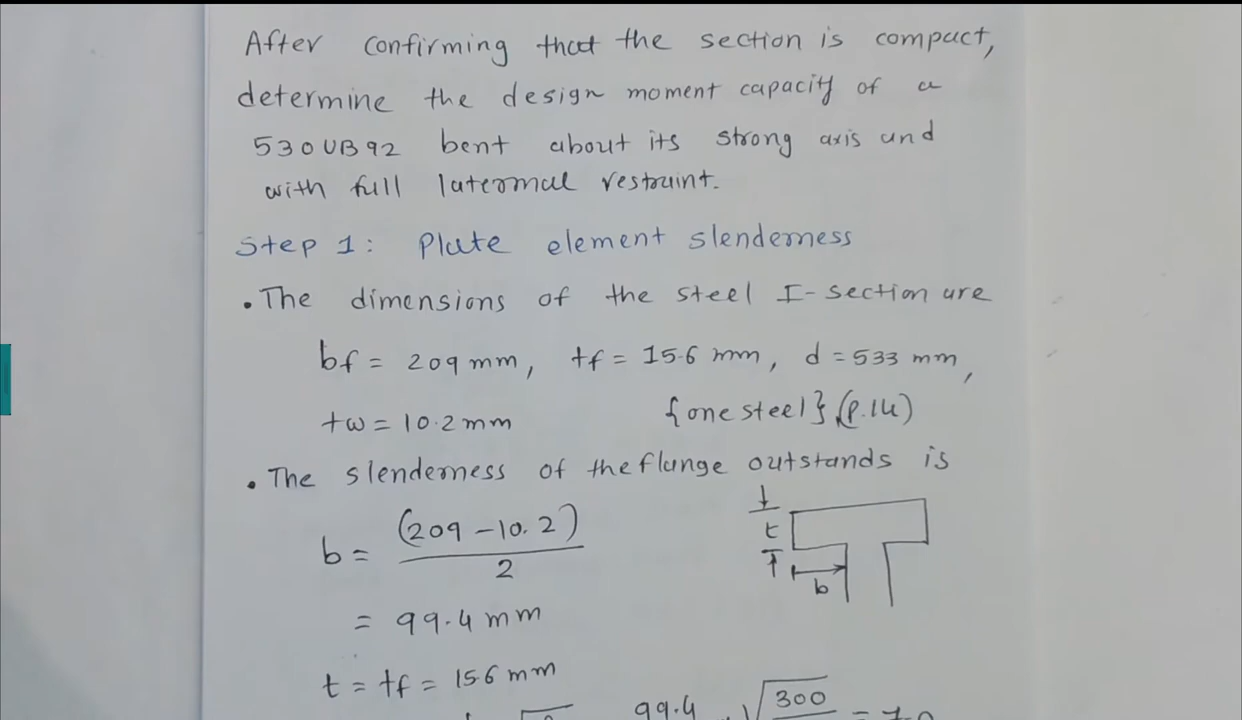 After confirming that the section is compact,
determine the design moment capacity of a
530UB92 bent about its strong axis and
with full latermal restraint.
Step 1: Plate element slenderness
• The dimensions of the steel I-section are
bf = 209 mm, tf = 15.6 mm, d = 533 mm,
tw = 10.2 mm {one steel} (P.14)
• The slenderness of the flange outstands is
b = (209 - 10.2) / 2
= 99.4 mm
t
b
t = tf = 15.6 mm
99.4 √300